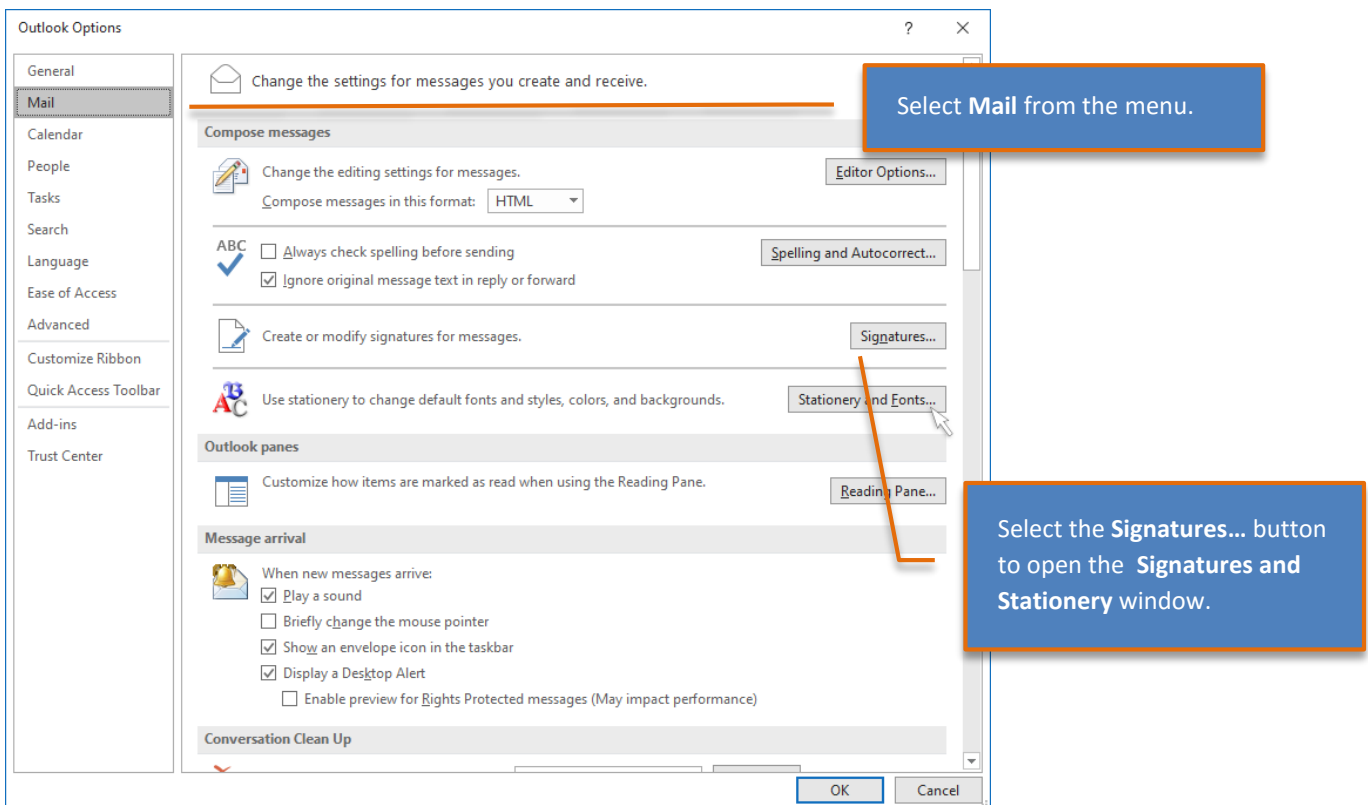 Outlook Options
?
General
Mail
Calendar
People
Tasks
Search
Language
Ease of Access
Advanced
Customize Ribbon
Quick Access Toolbar
Add-ins
Trust Center
Change the settings for messages you create and receive.
Compose messages
Change the editing settings for messages.
Editor Options...
Compose messages in this format: HTML
ABC
Always check spelling before sending
Spelling and Autocorrect...
Ignore original message text in reply or forward
Create or modify signatures for messages.
Signatures...
Use stationery to change default fonts and styles, colors, and backgrounds.
Stationery and Fonts...
Outlook panes
Customize how items are marked as read when using the Reading Pane.
Reading Pane...
Message arrival
When new messages arrive:
Play a sound
Briefly change the mouse pointer
Show an envelope icon in the taskbar
Display a Desktop Alert
Enable preview for Rights Protected messages (May impact performance)
Conversation Clean Up
OK
Cancel
Select Mail from the menu.
Select the Signatures… button
to open the Signatures and
Stationery window.